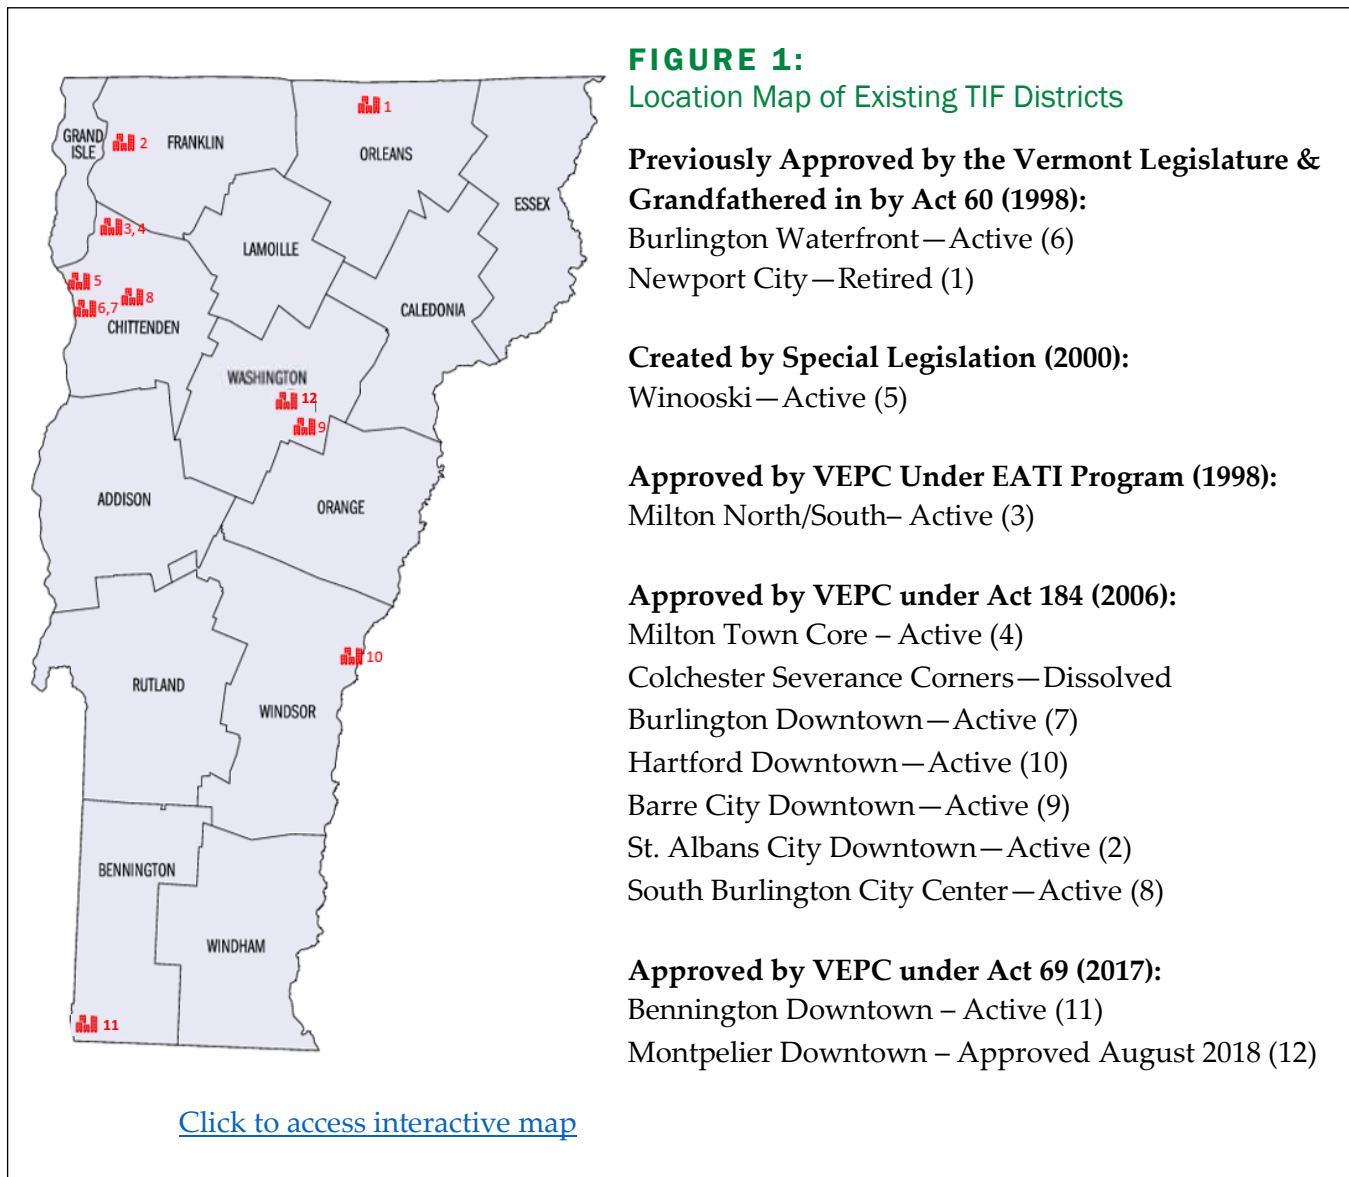 FIGURE 1:
Location Map of Existing TIF Districts
Previously Approved by the Vermont Legislature &
Grandfathered in by Act 60 (1998):
Burlington Waterfront—Active (6)
Newport City—Retired (1)
Created by Special Legislation (2000):
Winooski—Active (5)
Approved by VEPC Under EATI Program (1998):
Milton North/South– Active (3)
Approved by VEPC under Act 184 (2006):
Milton Town Core – Active (4)
Colchester Severance Corners—Dissolved
Burlington Downtown—Active (7)
Hartford Downtown—Active (10)
Barre City Downtown—Active (9)
St. Albans City Downtown—Active (2)
South Burlington City Center—Active (8)
Approved by VEPC under Act 69 (2017):
Bennington Downtown – Active (11)
Montpelier Downtown – Approved August 2018 (12)
1
GRAND
ISLE
2
FRANKLIN
ORLEANS
ESSEX
3,4
LAMOILLE
5
8
6,7
CHITTENDEN
CALEDONIA
WASHINGTON
12
9
ADDISON
ORANGE
10
RUTLAND
WINDSOR
BENNINGTON
WINDHAM
11
Click to access interactive map